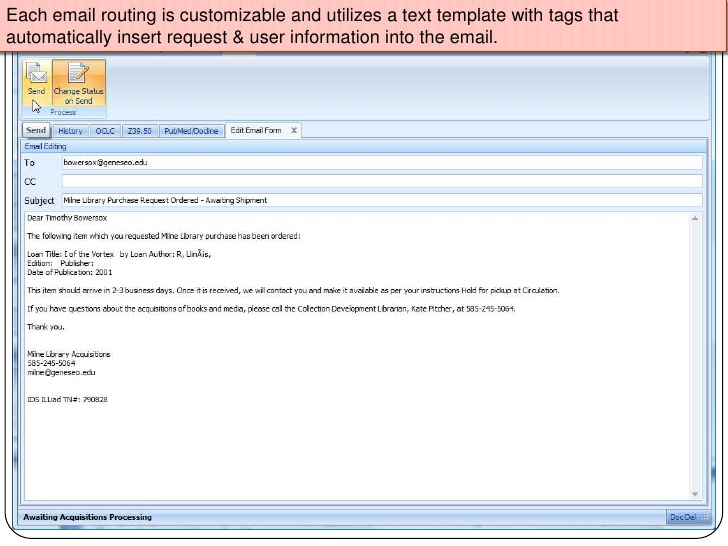 Each email routing is customizable and utilizes a text template with tags that
automatically insert request & user information into the email.
Send
Change Status
on Send
Process
Send History OCLC Z39.50 PubMed/Docline Edit Email Form X
Email Editing
To bowersox@geneseo.edu
CC
Subject Milne Library Purchase Request Ordered - Awaiting Shipment
Dear Timothy Bowersox
The following item which you requested Milne Library purchase has been ordered:
Loan Title: I of the Vortex by Loan Author: R, LlinÃ¡s,
Edition: Publisher:
Date of Publication: 2001
This item should arrive in 2-3 business days. Once it is received, we will contact you and make it available as per your instructions Hold for pickup at Circulation.
If you have questions about the acquisitions of books and media, please call the Collection Development Librarian, Kate Pitcher, at 585-245-5064.
Thank you.
Milne Library Acquisitions
585-245-5064
milne@geneseo.edu
IDS ILLiad TN#: 790828
Awaiting Acquisitions Processing DocDel